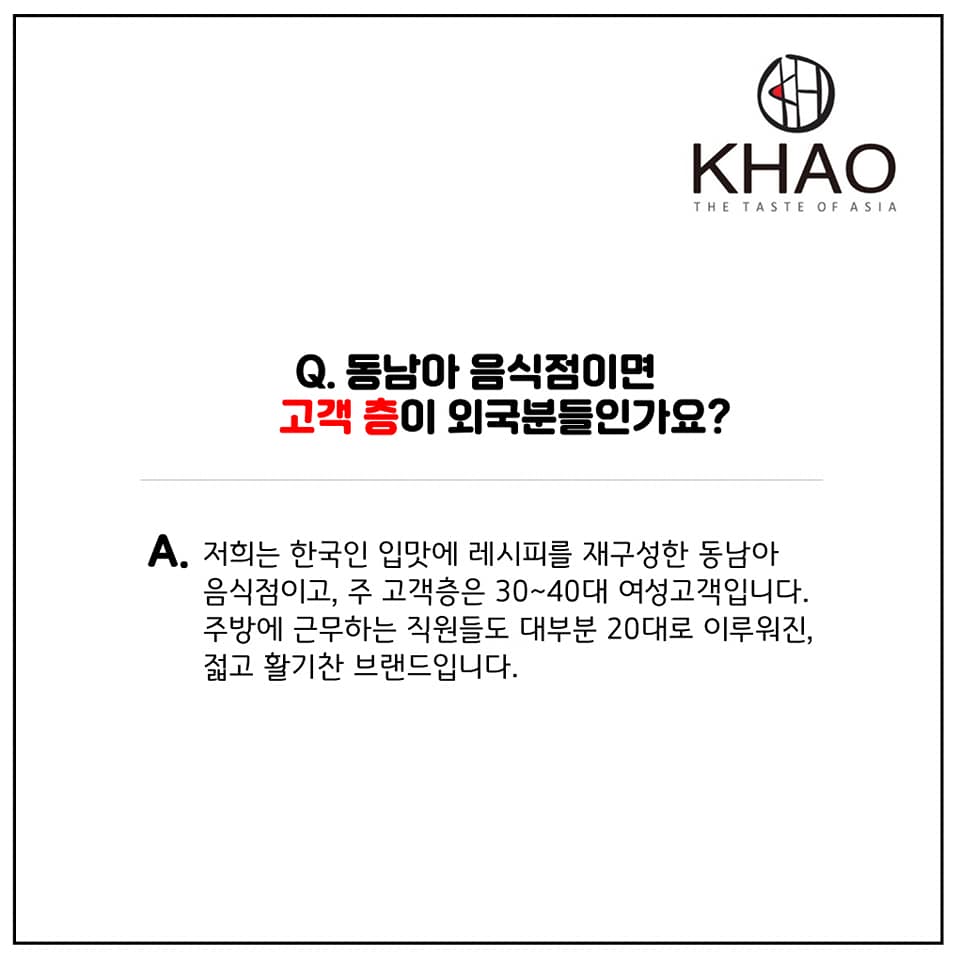 KHAO
THE TASTE OF ASIA
Q. 동남아 음식점이면
고객 층이 외국분들인가요?
A. 저희는 한국인 입맛에 레시피를 재구성한 동남아
음식점이고, 주 고객층은 30~40대 여성고객입니다.
주방에 근무하는 직원들도 대부분 20대로 이루워진,
젋고 활기찬 브랜드입니다.